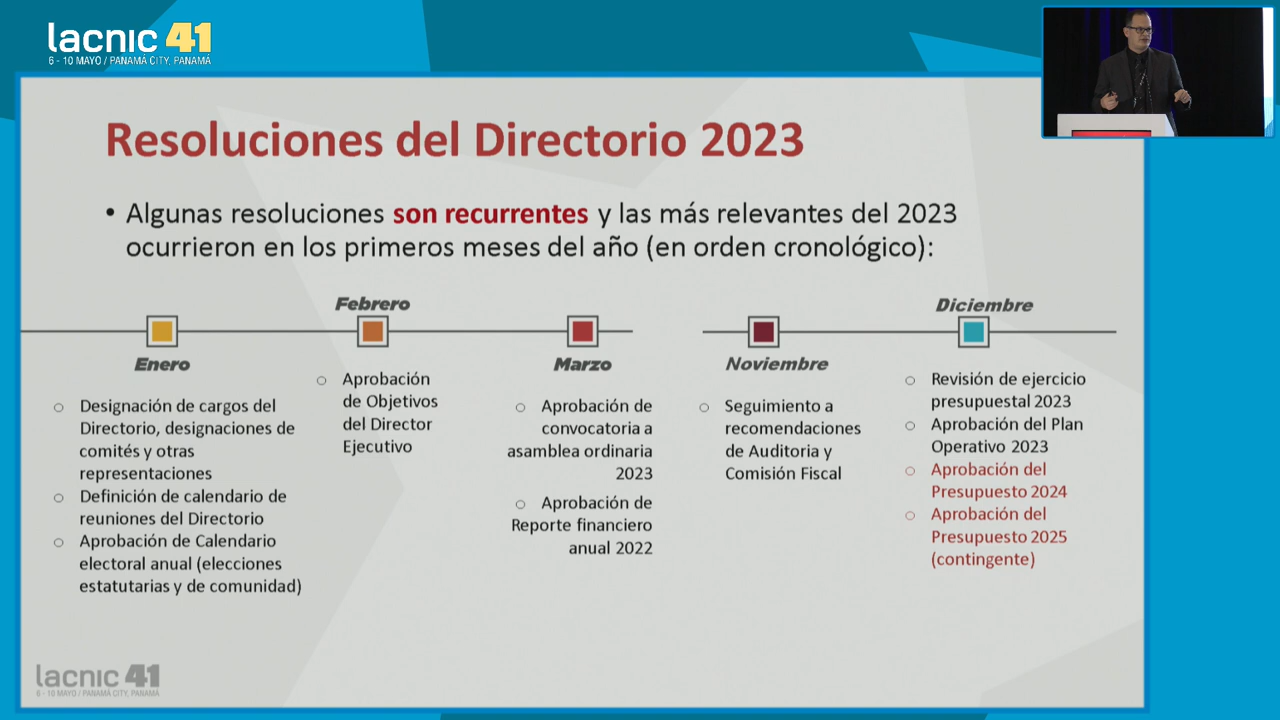 lacnic 41
6 - 10 MAYO / PANAMÁ CITY, PANAMÁ
Resoluciones del Directorio 2023
• Algunas resoluciones son recurrentes y las más relevantes del 2023
ocurrieron en los primeros meses del año (en orden cronológico):
Enero
○ Designación de cargos del
Directorio, designaciones de
comités y otras
representaciones
○ Definición de calendario de
reuniones del Directorio
○ Aprobación de Calendario
electoral anual (elecciones
estatutarias y de comunidad)
Febrero
○ Aprobación
de Objetivos
del Director
Ejecutivo
Marzo
○ Aprobación de
convocatoria a
asamblea ordinaria
2023
○ Aprobación de
Reporte financiero
anual 2022
Noviembre
○ Seguimiento a
recomendaciones
de Auditoria y
Comisión Fiscal
Diciembre
○ Revisión de ejercicio
presupuestal 2023
○ Aprobación del Plan
Operativo 2023
○ Aprobación del
Presupuesto 2024
○ Aprobación del
Presupuesto 2025
(contingente)
lacnic 41
6 - 10 MAYO / PANAMÁ CITY, PANAMÁ